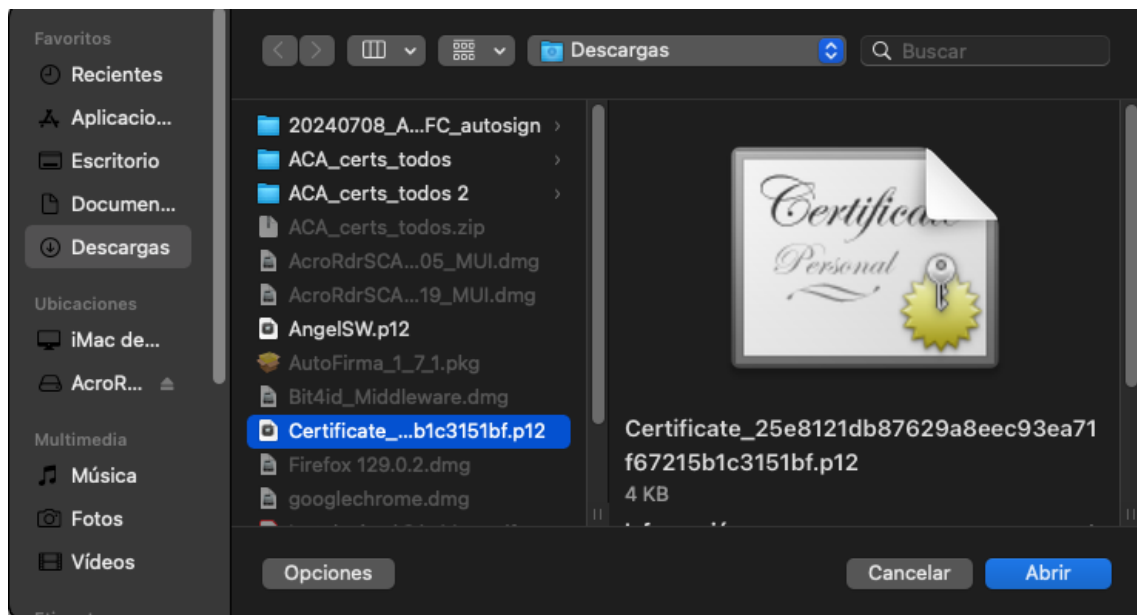 Favoritos
Recientes
Aplicacio...
Escritorio
Documen...
Descargas
Ubicaciones
iMac de...
AcroR...
Multimedia
Música
Fotos
Vídeos
Descargas
Buscar
20240708_A...FC_autosign
ACA_certs_todos
ACA_certs_todos 2
ACA_certs_todos.zip
AcroRdrSCA...05_MUI.dmg
AcroRdrSCA...19_MUI.dmg
AngelSW.p12
AutoFirma_1_7_1.pkg
Bit4id_Middleware.dmg
Certificate_...b1c3151bf.p12
Firefox 129.0.2.dmg
googlechrome.dmg
Personal
Certificate_25e8121db87629a8eec93ea71
f67215b1c3151bf.p12
4 KB
Opciones
Cancelar
Abrir